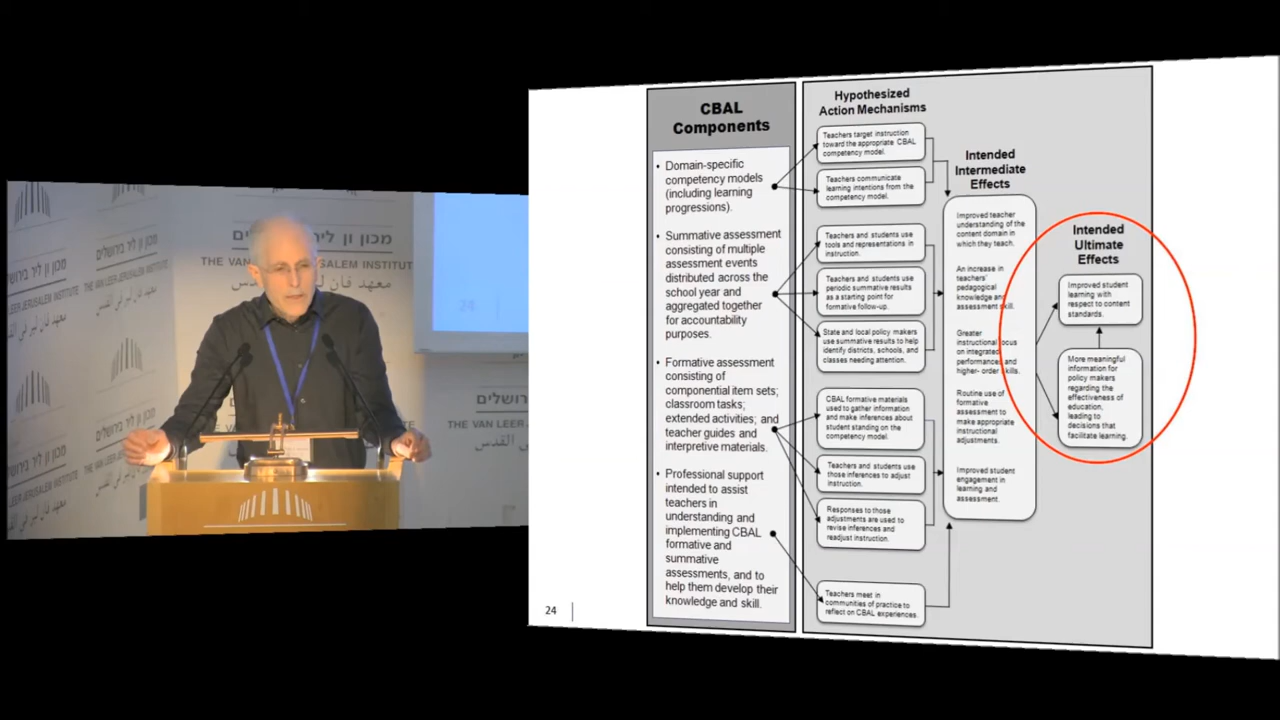 מכון ון ליר בירושלים
THE VAN LEER JERUSALEM INSTITUTE
معهد فان لير في القدس
24
CBAL
Components
• Domain-specific
competency models
(including learning
progressions).
• Summative assessment
consisting of multiple
assessment events
distributed across the
school year and
aggregated together
for accountability
purposes.
• Formative assessment
consisting of
componential item sets;
classroom tasks;
extended activities; and
teacher guides and
interpretive materials.
• Professional support
intended to assist
teachers in
understanding and
implementing CBAL
formative and
summative
assessments, and to
help them develop their
knowledge and skill.
Hypothesized
Action Mechanisms
Teachers target instruction
toward the appropriate CBAL
competency model.
Teachers communicate
learning intentions from the
competency model.
Teachers and students use
tools and representations in
instruction.
Teachers and students use
periodic summative results
as a starting point for
formative follow-up.
State and local policy makers
use summative results to help
identify districts, schools, and
classes needing attention.
CBAL formative materials
used to gather information
and make inferences about
student standing on the
competency model.
Teachers and students use
those inferences to adjust
instruction.
Responses to those
adjustments are used to
revise inferences and
readjust instruction.
Teachers meet in
communities of practice to
reflect on CBAL experiences.
Intended
Intermediate
Effects
Improved teacher
understanding of the
content domain in
which they teach.
An increase in
teachers'
pedagogical
knowledge and
assessment skill.
Greater
instructional focus
on integrated
performances and
higher- order skills.
Routine use of
formative
assessment to
make appropriate
instructional
adjustments.
Improved student
engagement in
learning and
assessment.
Intended
Ultimate
Effects
Improved student
learning with
respect to content
standards.
More meaningful
information for
policy makers
regarding the
effectiveness of
education,
leading to
decisions that
facilitate learning.
24